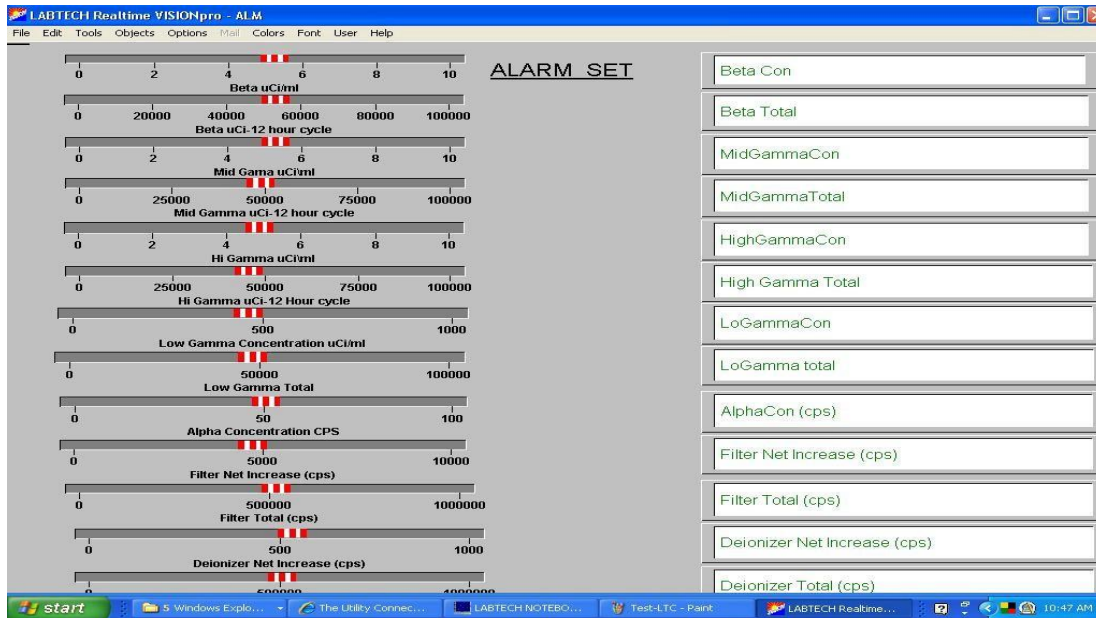 LABTECH Realtime VISIONpro - ALM
File Edit Tools Objects Options Mail Colors Font User Help
ALARM SET
0 2 4 6 8 10
Beta uCi/ml
Beta Con
0 20000 40000 60000 80000 100000
Beta uCi-12 hour cycle
Beta Total
0 2 4 6 8 10
Mid Gama uCi\ml
MidGammaCon
0 25000 50000 75000 100000
Mid Gamma uCi-12 hour cycle
MidGammaTotal
0 2 4 6 8 10
Hi Gamma uCi\ml
HighGammaCon
0 25000 50000 75000 100000
Hi Gamma uCi-12 Hour cycle
High Gamma Total
0 500 1000
Low Gamma Concentration uCi/ml
LoGammaCon
0 50000 100000
Low Gamma Total
LoGamma total
0 50 100
Alpha Concentration CPS
AlphaCon (cps)
0 5000 10000
Filter Net Increase (cps)
Filter Net Increase (cps)
0 500000 1000000
Filter Total (cps)
Filter Total (cps)
0 500 1000
Deionizer Net Increase (cps)
Deionizer Net Increase (cps)
0 500000 1000000
Deionizer Total (cps)
start 5 Windows Explo... The Utility Connec... LABTECH NOTEBO... Test-LTC - Paint LABTECH Realtime... 10:47 AM